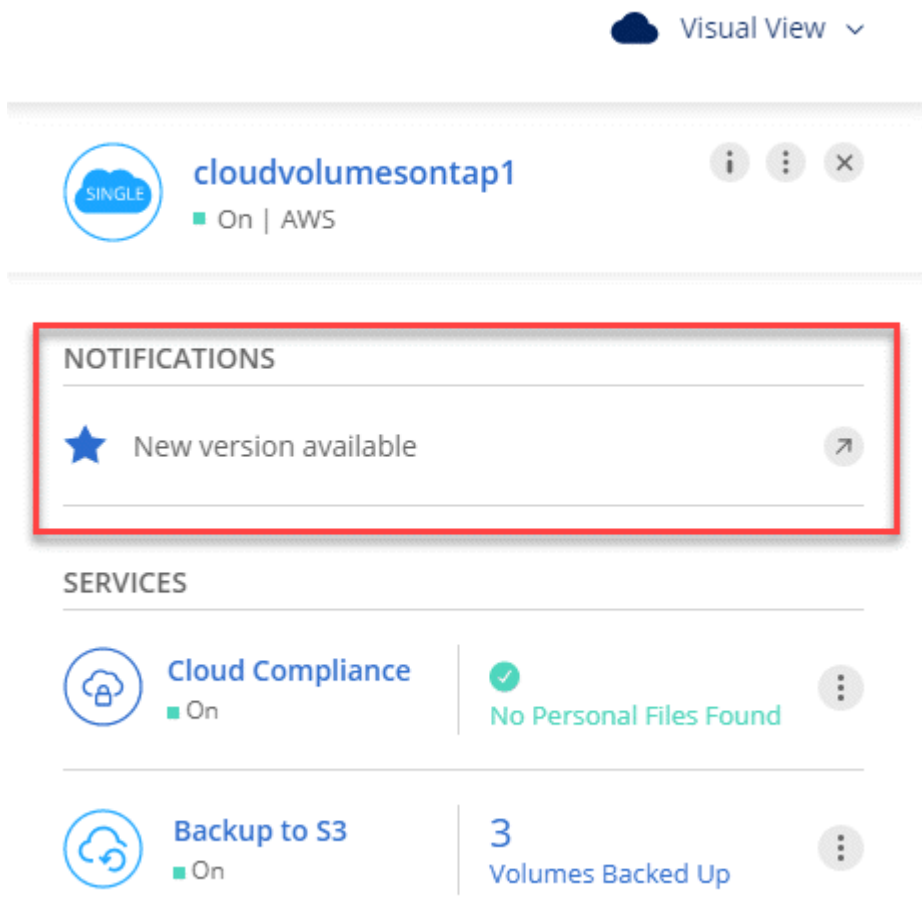 Visual View
SINGLE
cloudvolumesontap1
On | AWS
NOTIFICATIONS
New version available
SERVICES
Cloud Compliance
On
No Personal Files Found
Backup to S3
On
3
Volumes Backed Up